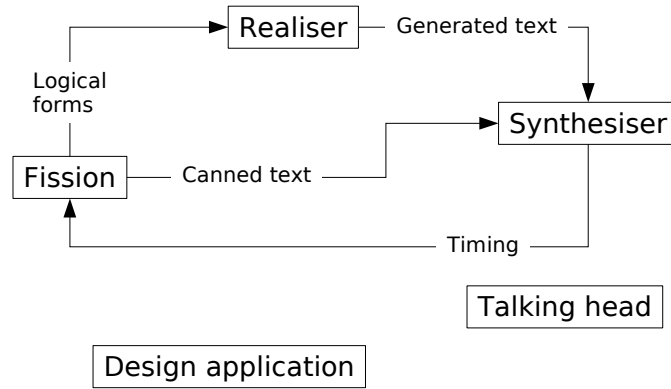 Realiser
Generated text
Logical
forms
Synthesiser
Fission
Canned text
Timing
Talking head
Design application